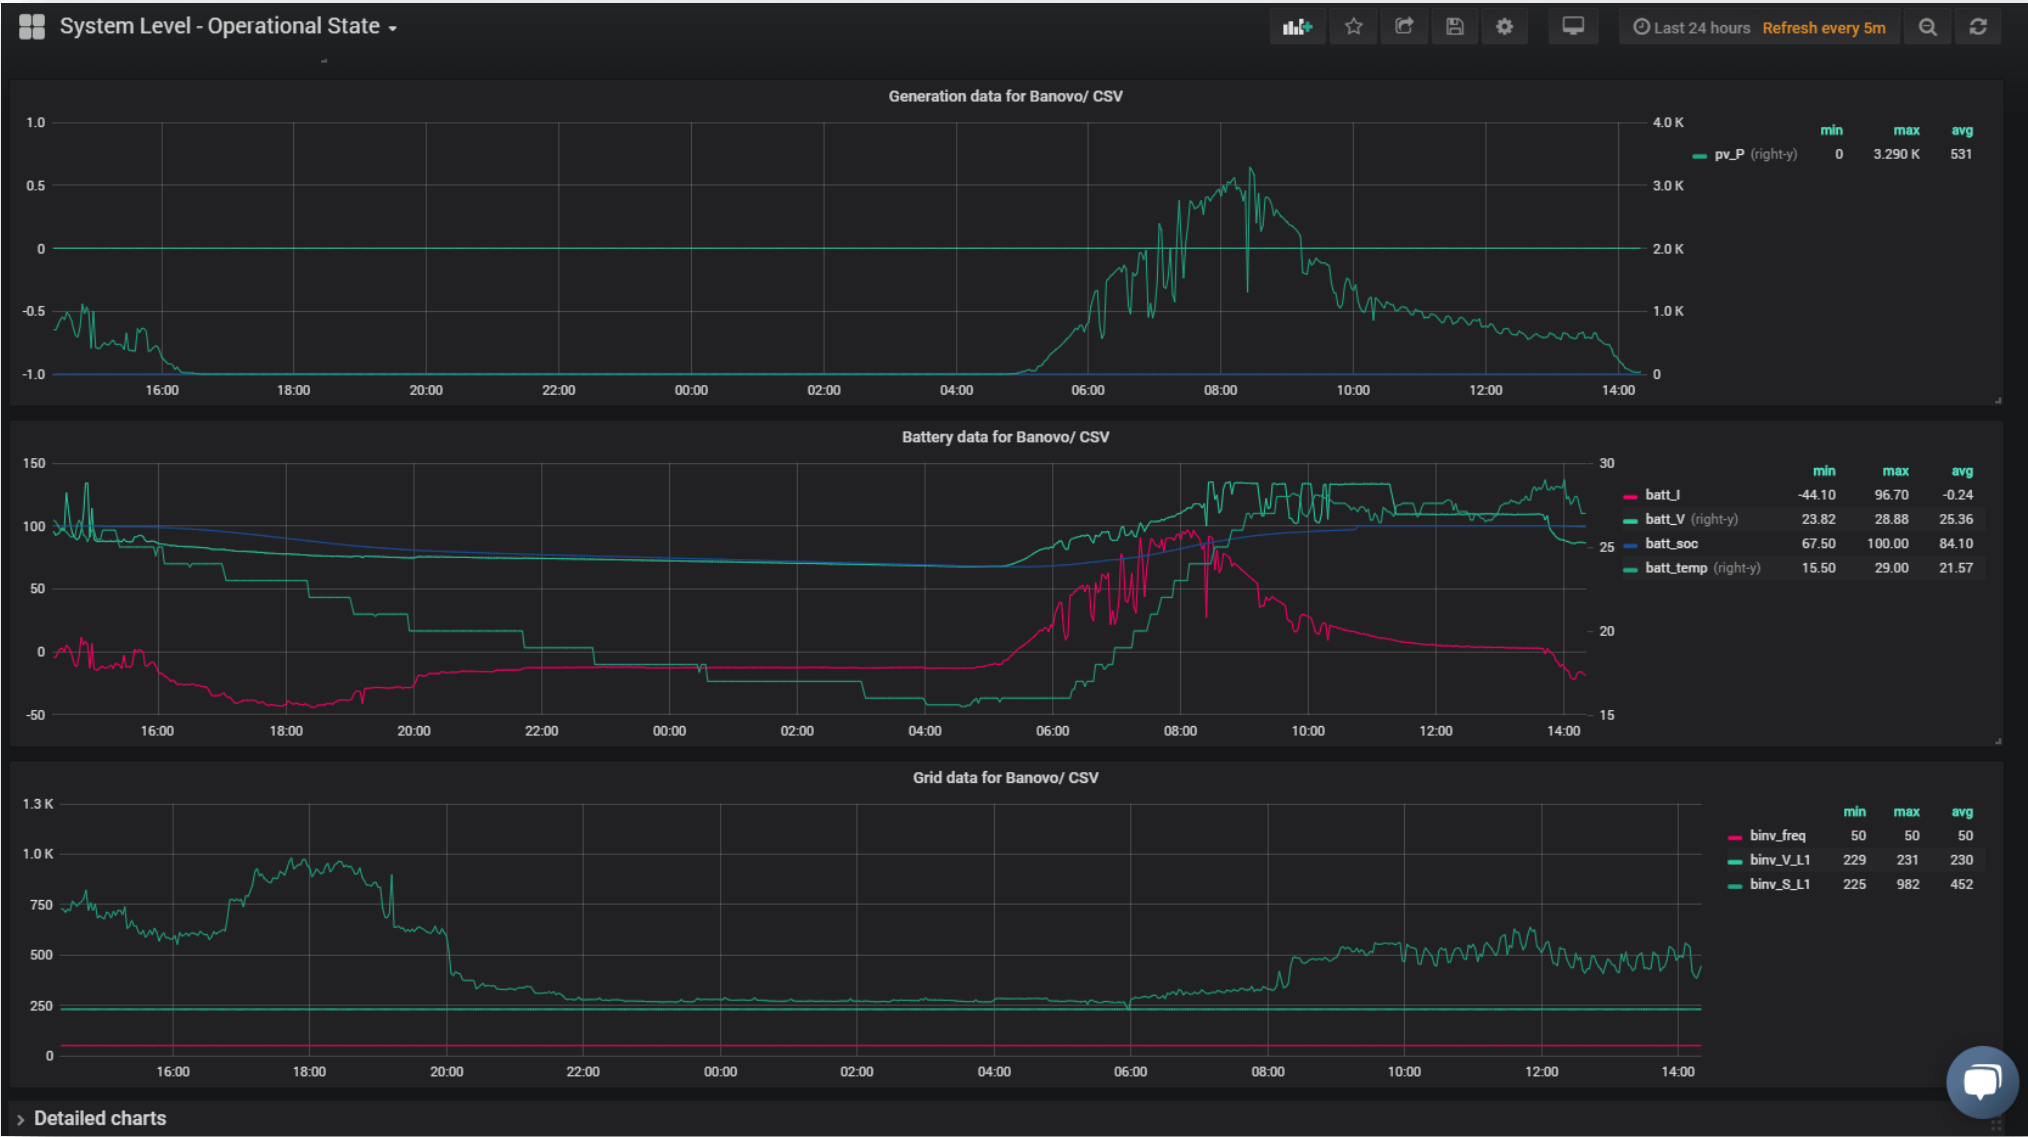 System Level - Operational State
Last 24 hours Refresh every 5m
Generation data for Banovo/ CSV
1.0 4.0 K
0.5 3.0 K
0 2.0 K
-0.5 1.0 K
-1.0 0
16:00 18:00 20:00 22:00 00:00 02:00 04:00 06:00 08:00 10:00 12:00 14:00
min max avg
pv_P (right-y) 0 3.290 K 531
Battery data for Banovo/ CSV
150 30
100 25
50 20
0 15
-50
16:00 18:00 20:00 22:00 00:00 02:00 04:00 06:00 08:00 10:00 12:00 14:00
min max avg
batt_I -44.10 96.70 -0.24
batt_V (right-y) 23.82 28.88 25.36
batt_soc 67.50 100.00 84.10
batt_temp (right-y) 15.50 29.00 21.57
Grid data for Banovo/ CSV
1.3 K
1.0 K
750
500
250
0
16:00 18:00 20:00 22:00 00:00 02:00 04:00 06:00 08:00 10:00 12:00 14:00
min max avg
binv_freq 50 50 50
binv_V_L1 229 231 230
binv_S_L1 225 982 452
Detailed charts